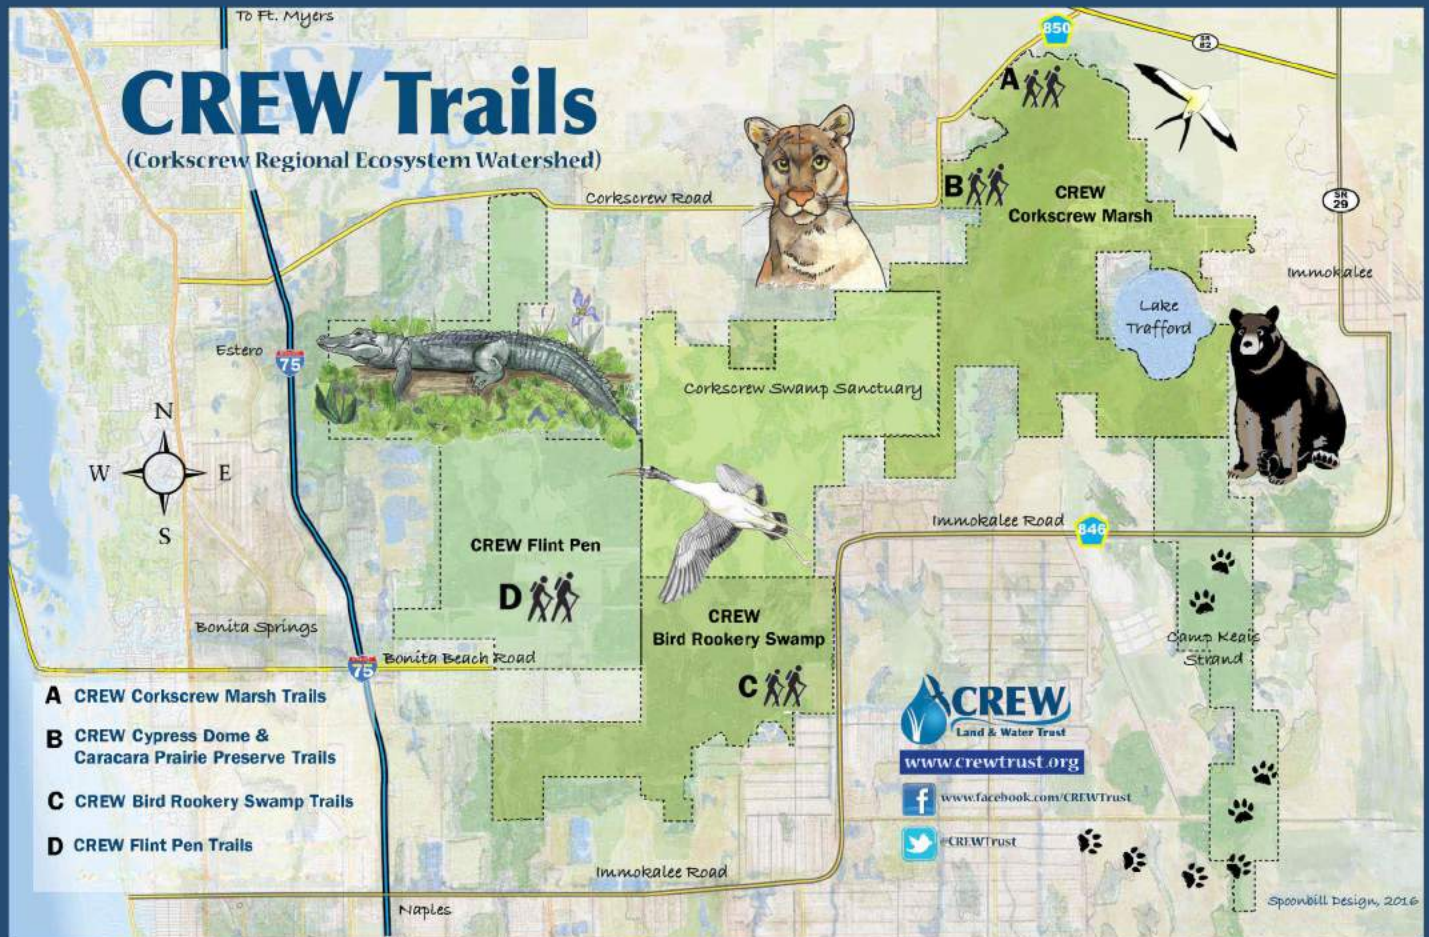 To Ft. Myers
850
SR
82
CREW Trails
(Corkscrew Regional Ecosystem Watershed)
A
Corkscrew Road
B
CREW
Corkscrew Marsh
SR
29
Immokalee
Lake
Trafford
Estero
75
Corkscrew Swamp Sanctuary
N
W
E
S
Immokalee Road
846
CREW Flint Pen
D
CREW
Bird Rookery Swamp
C
Bonita Springs
Bonita Beach Road
75
Camp Keais
Strand
A CREW Corkscrew Marsh Trails
B CREW Cypress Dome &
Caracara Prairie Preserve Trails
C CREW Bird Rookery Swamp Trails
D CREW Flint Pen Trails
CREW
Land & Water Trust
www.crewtrust.org
f www.facebook.com/CREWTrust
@CREWTrust
Immokalee Road
Naples
Spoonbill Design, 2016